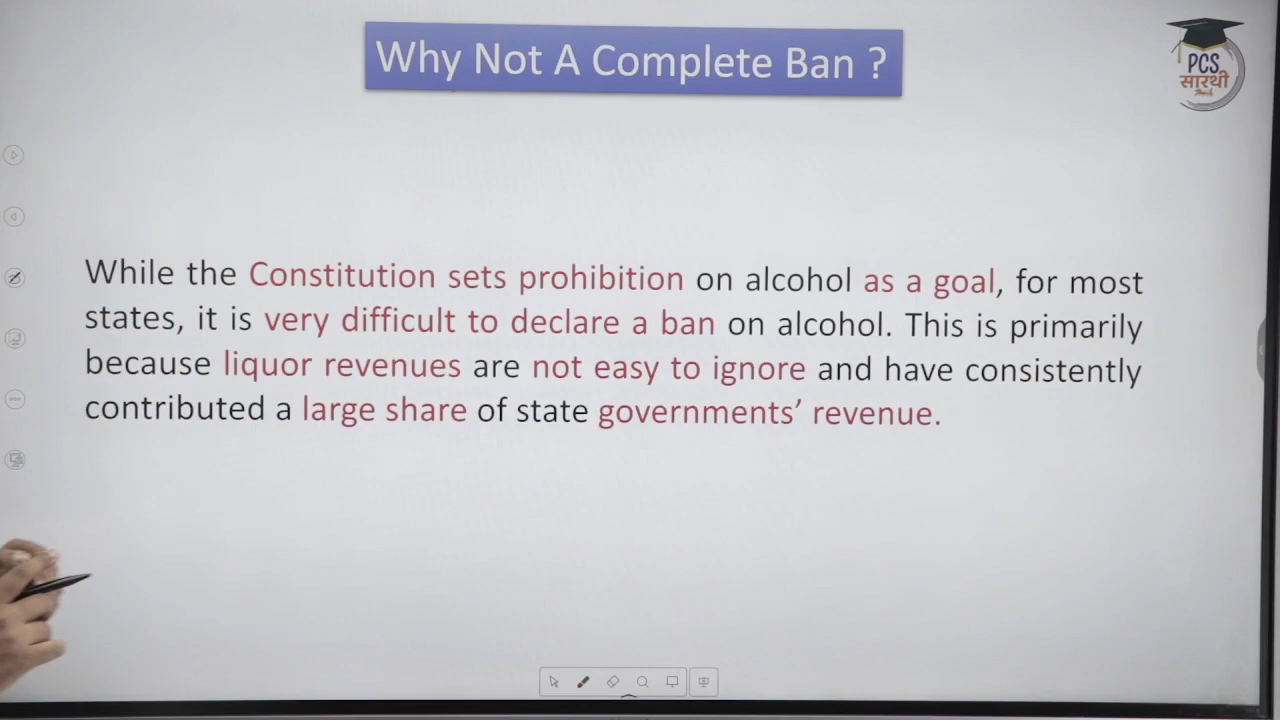 Why Not A Complete Ban ?
PCS
सारथी
While the Constitution sets prohibition on alcohol as a goal, for most
states, it is very difficult to declare a ban on alcohol. This is primarily
because liquor revenues are not easy to ignore and have consistently
contributed a large share of state governments’ revenue.